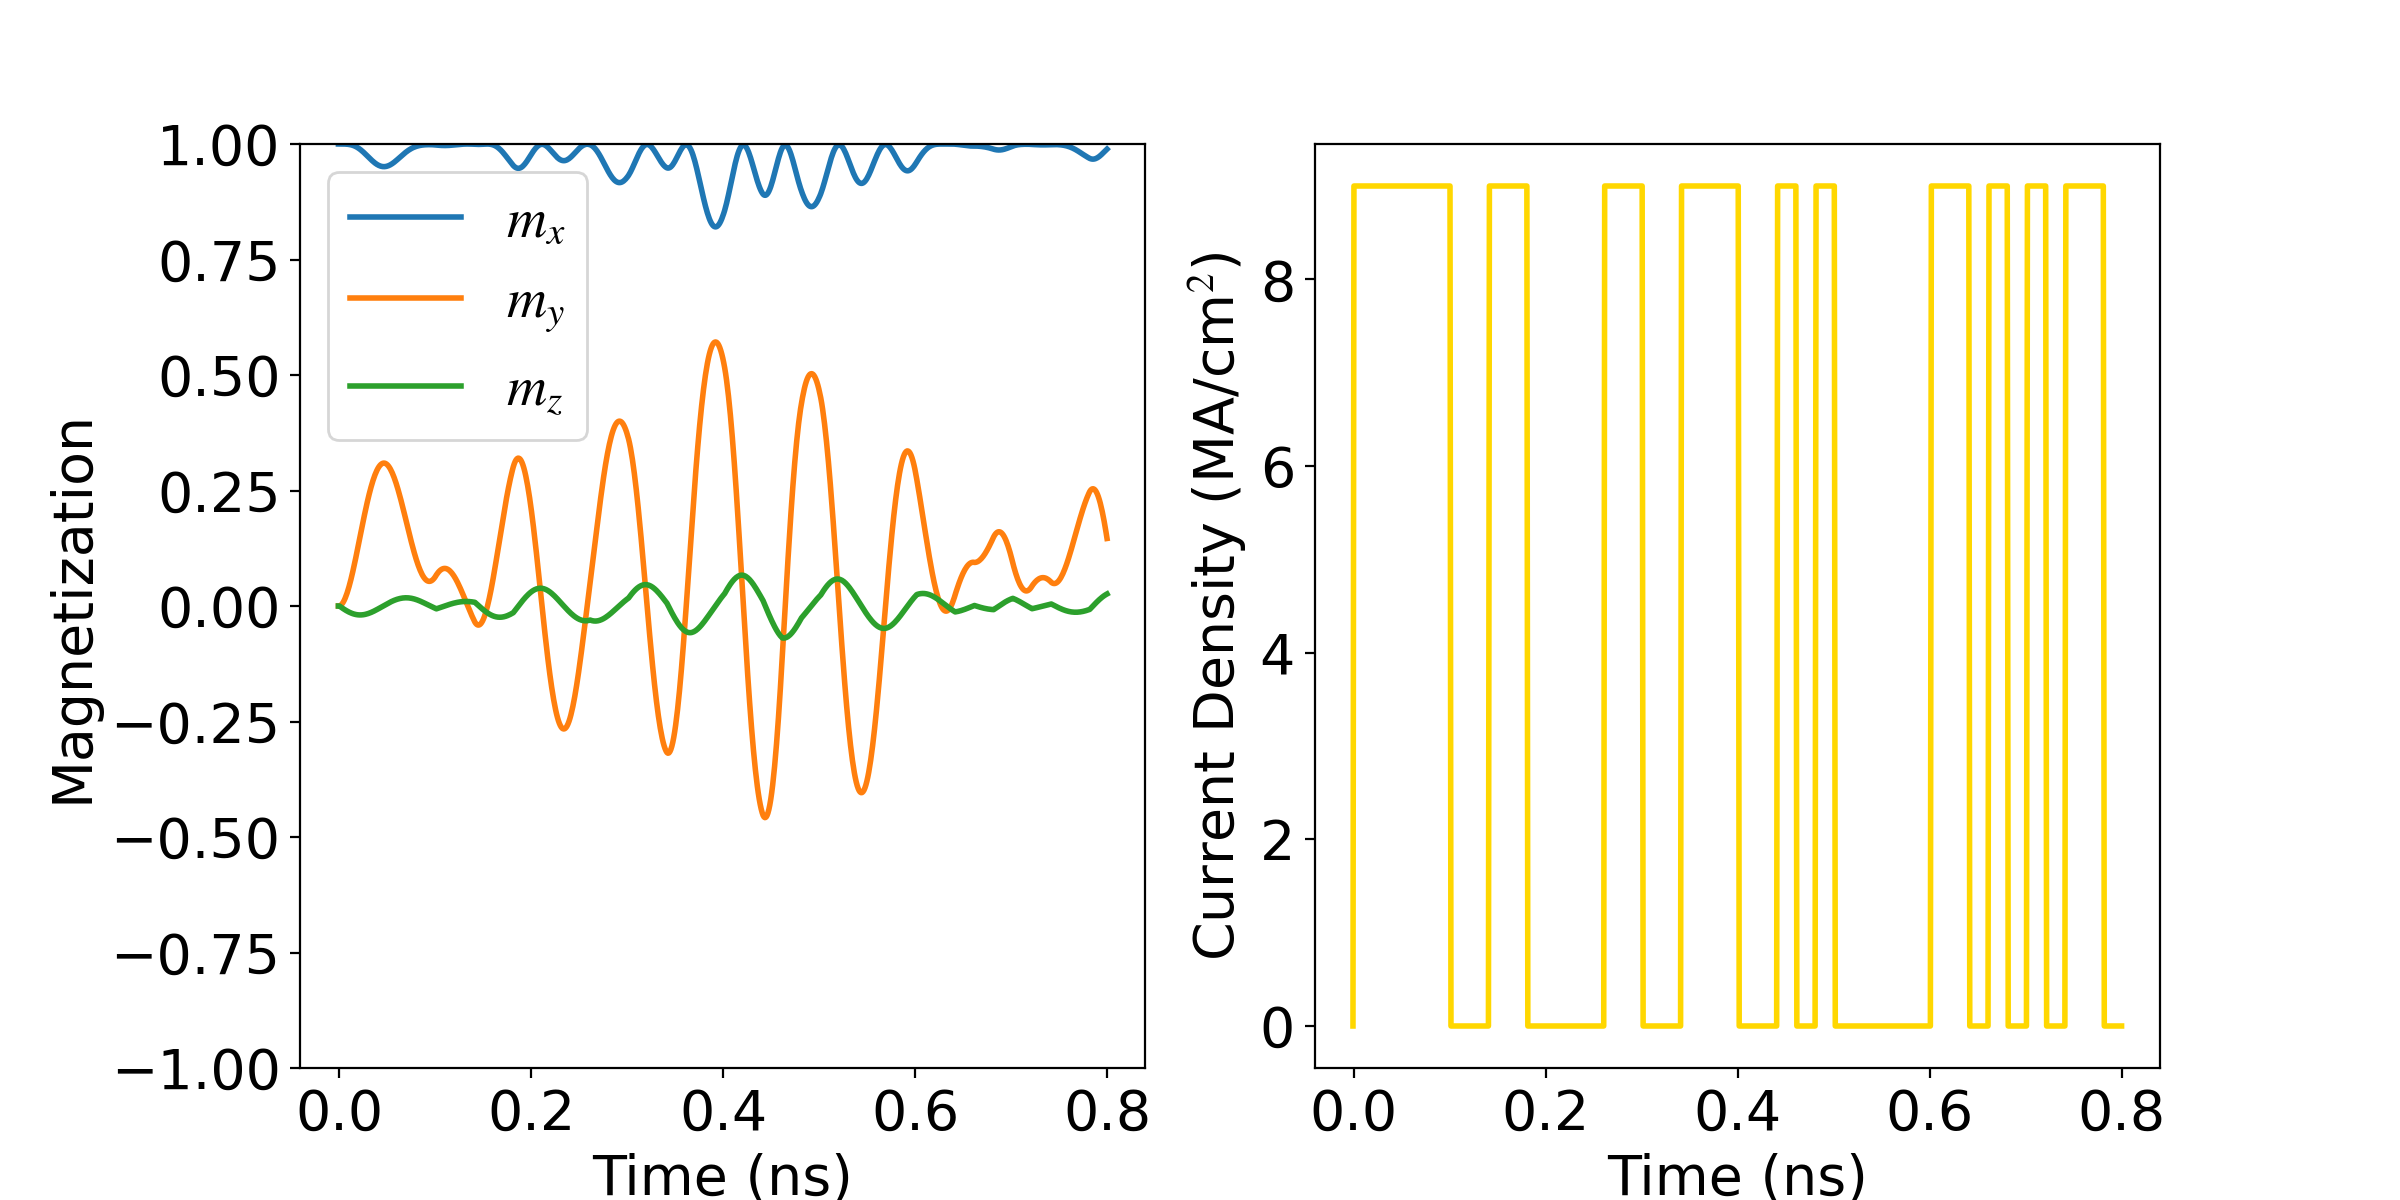 Magnetization
1.00
0.75
0.50
0.25
0.00
−0.25
−0.50
−0.75
−1.00
m_x
m_y
m_z
0.0 0.2 0.4 0.6 0.8
Time (ns)
Current Density (MA/cm²)
8
6
4
2
0
0.0 0.2 0.4 0.6 0.8
Time (ns)